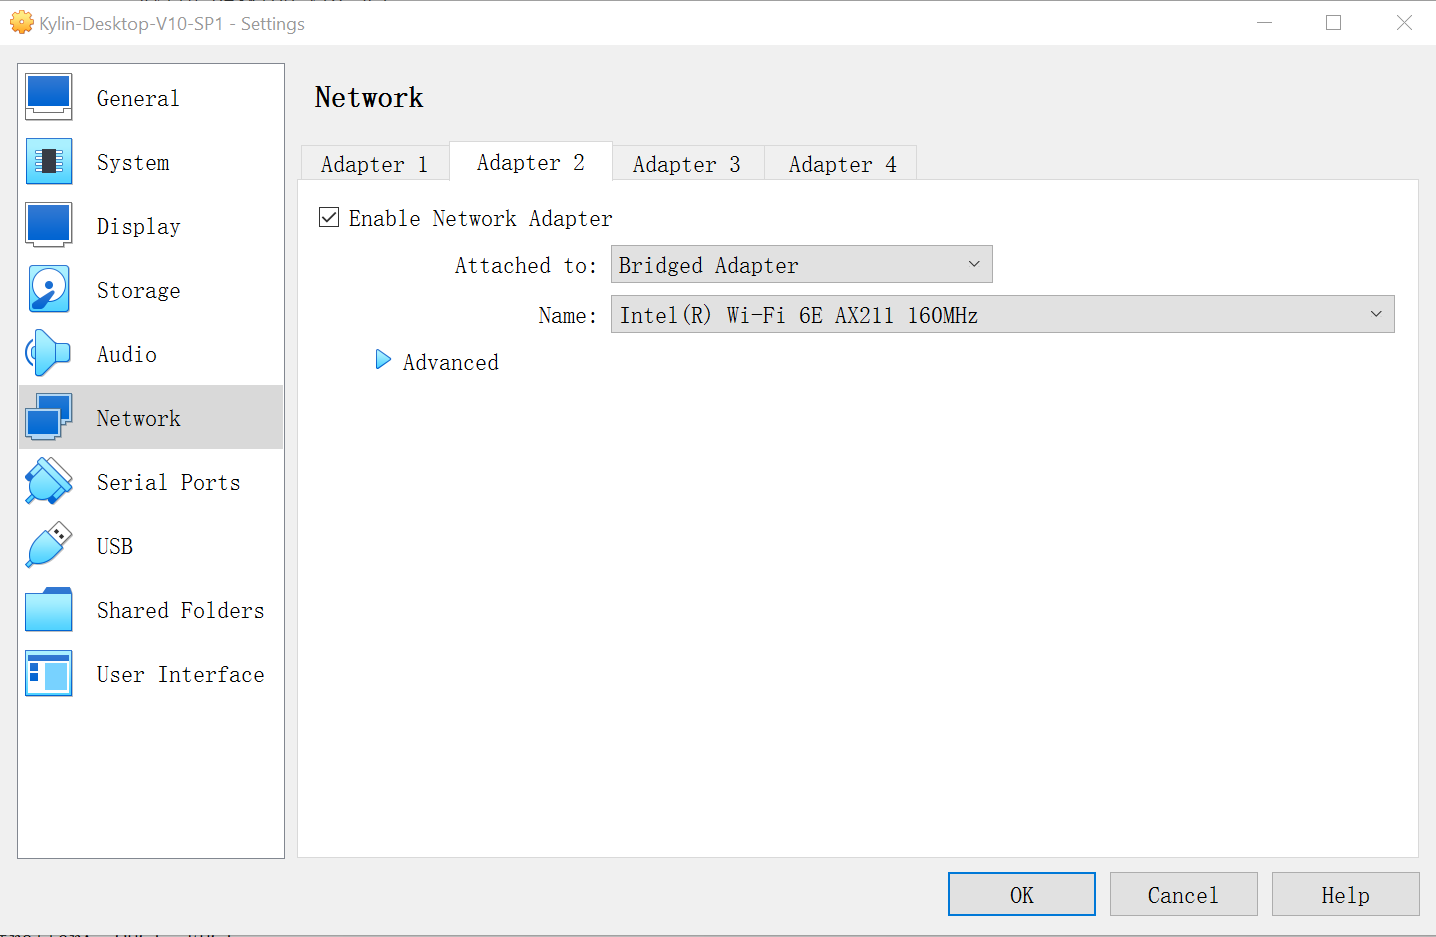 Kylin-Desktop-V10-SP1 - Settings
General
System
Display
Storage
Audio
Network
Serial Ports
USB
Shared Folders
User Interface
Network
Adapter 1
Adapter 2
Adapter 3
Adapter 4
Enable Network Adapter
Attached to: Bridged Adapter
Name: Intel(R) Wi-Fi 6E AX211 160MHz
Advanced
OK
Cancel
Help